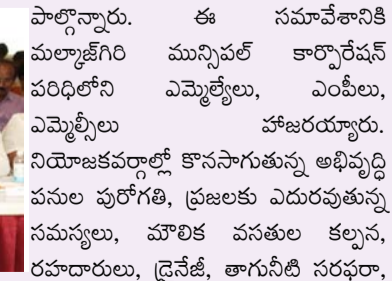 పాల్గొన్నారు. ఈ సమావేశానికి
మల్కాజ్‌గిరి మున్సిపల్ కార్పొరేషన్
పరిధిలోని ఎమ్మెల్యేలు, ఎంపీలు,
ఎమ్మెల్సీలు హాజరయ్యారు.
నియోజకవర్గాల్లో కొనసాగుతున్న అభివృద్ధి
పనుల పురోగతి, ప్రజలకు ఎదురవుతున్న
సమస్యలు, మౌలిక వసతుల కల్పన,
రహదారులు, డ్రైనేజీ, తాగునీటి సరఫరా,